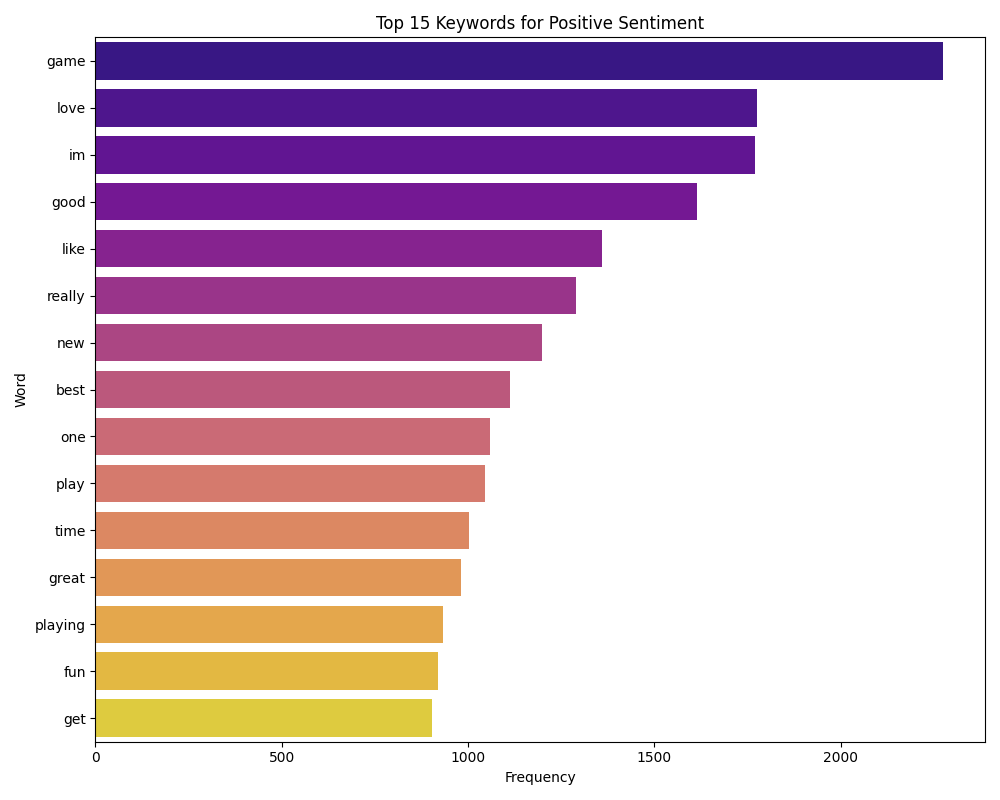 Top 15 Keywords for Positive Sentiment
game
love
im
good
like
really
new
best
one
play
time
great
playing
fun
get
Word
0 500 1000 1500 2000
Frequency